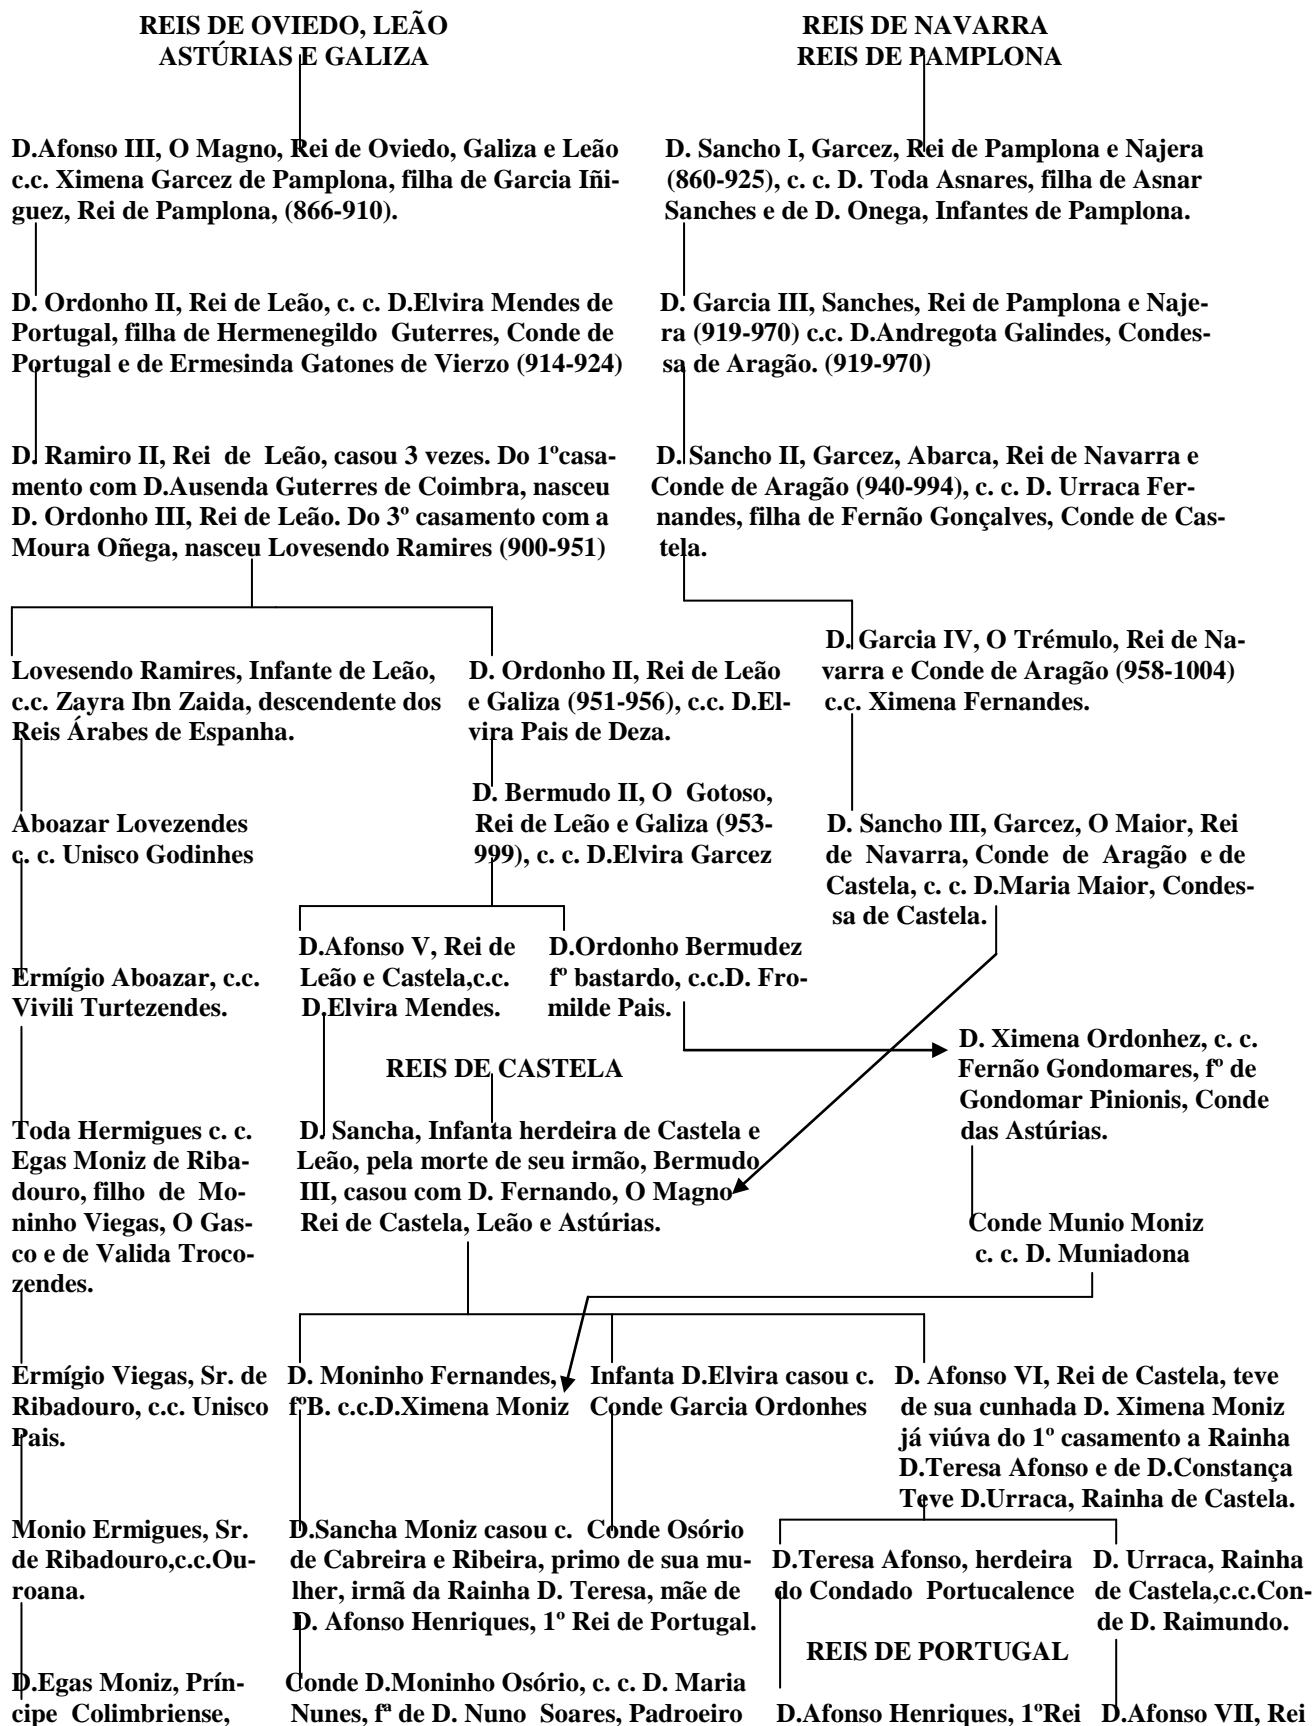 REIS DE OVIEDO, LEÃO
ASTÚRIAS E GALIZA
REIS DE NAVARRA
REIS DE PAMPLONA
D.Afonso III, O Magno, Rei de Oviedo, Galiza e Leão
c.c. Ximena Garcez de Pamplona, filha de Garcia Iñi-
guez, Rei de Pamplona, (866-910).
D. Sancho I, Garcez, Rei de Pamplona e Najera
(860-925), c. c. D. Toda Asnares, filha de Asnar
Sanches e de D. Onega, Infantes de Pamplona.
D. Ordonho II, Rei de Leão, c. c. D.Elvira Mendes de
Portugal, filha de Hermenegildo Guterres, Conde de
Portugal e de Ermesinda Gatones de Vierzo (914-924)
D. Garcia III, Sanches, Rei de Pamplona e Naje-
ra (919-970) c.c. D.Andregota Galindes, Condes-
sa de Aragão. (919-970)
D. Ramiro II, Rei de Leão, casou 3 vezes. Do 1ºcasa-
mento com D.Ausenda Guterres de Coimbra, nasceu
D. Ordonho III, Rei de Leão. Do 3º casamento com a
Moura Oñega, nasceu Lovesendo Ramires (900-951)
D. Sancho II, Garcez, Abarca, Rei de Navarra e
Conde de Aragão (940-994), c. c. D. Urraca Fer-
nandes, filha de Fernão Gonçalves, Conde de Cas-
tela.
Lovesendo Ramires, Infante de Leão,
c.c. Zayra Ibn Zaida, descendente dos
Reis Árabes de Espanha.
D. Ordonho II, Rei de Leão
e Galiza (951-956), c.c. D.El-
vira Pais de Deza.
D. Garcia IV, O Trémulo, Rei de Na-
varra e Conde de Aragão (958-1004)
c.c. Ximena Fernandes.
Aboazar Lovezendes
c. c. Unisco Godinhes
D. Bermudo II, O Gotoso,
Rei de Leão e Galiza (953-
999), c. c. D.Elvira Garcez
D. Sancho III, Garcez, O Maior, Rei
de Navarra, Conde de Aragão e de
Castela, c. c. D.Maria Maior, Condes-
sa de Castela.
Ermígio Aboazar, c.c.
Vivili Turtezendes.
D.Afonso V, Rei de
Leão e Castela,c.c.
D.Elvira Mendes.
D.Ordonho Bermudez
fº bastardo, c.c.D. Fro-
milde Pais.
D. Ximena Ordonhez, c. c.
Fernão Gondomares, fº de
Gondomar Pinionis, Conde
das Astúrias.
REIS DE CASTELA
Toda Hermigues c. c.
Egas Moniz de Riba-
douro, filho de Mo-
ninho Viegas, O Gas-
co e de Valida Troco-
zendes.
D. Sancha, Infanta herdeira de Castela e
Leão, pela morte de seu irmão, Bermudo
III, casou com D. Fernando, O Magno
Rei de Castela, Leão e Astúrias.
Conde Munio Moniz
c. c. D. Muniadona
Ermígio Viegas, Sr. de
Ribadouro, c.c. Unisco
Pais.
D. Moninho Fernandes,
fºB. c.c.D.Ximena Moniz
Infanta D.Elvira casou c.
Conde Garcia Ordonhes
D. Afonso VI, Rei de Castela, teve
de sua cunhada D. Ximena Moniz
já viúva do 1º casamento a Rainha
D.Teresa Afonso e de D.Constança
Teve D.Urraca, Rainha de Castela.
Monio Ermigues, Sr.
de Ribadouro,c.c.Ou-
roana.
D.Sancha Moniz casou c. Conde Osório
de Cabreira e Ribeira, primo de sua mu-
lher, irmã da Rainha D. Teresa, mãe de
D. Afonso Henriques, 1º Rei de Portugal.
D.Teresa Afonso, herdeira
do Condado Portucalence
D. Urraca, Rainha
de Castela,c.c.Con-
de D. Raimundo.
REIS DE PORTUGAL
D.Egas Moniz, Prín-
cipe Colimbriense,
Conde D.Moninho Osório, c. c. D. Maria
Nunes, fª de D. Nuno Soares, Padroeiro
D.Afonso Henriques, 1ºRei
D.Afonso VII, Rei